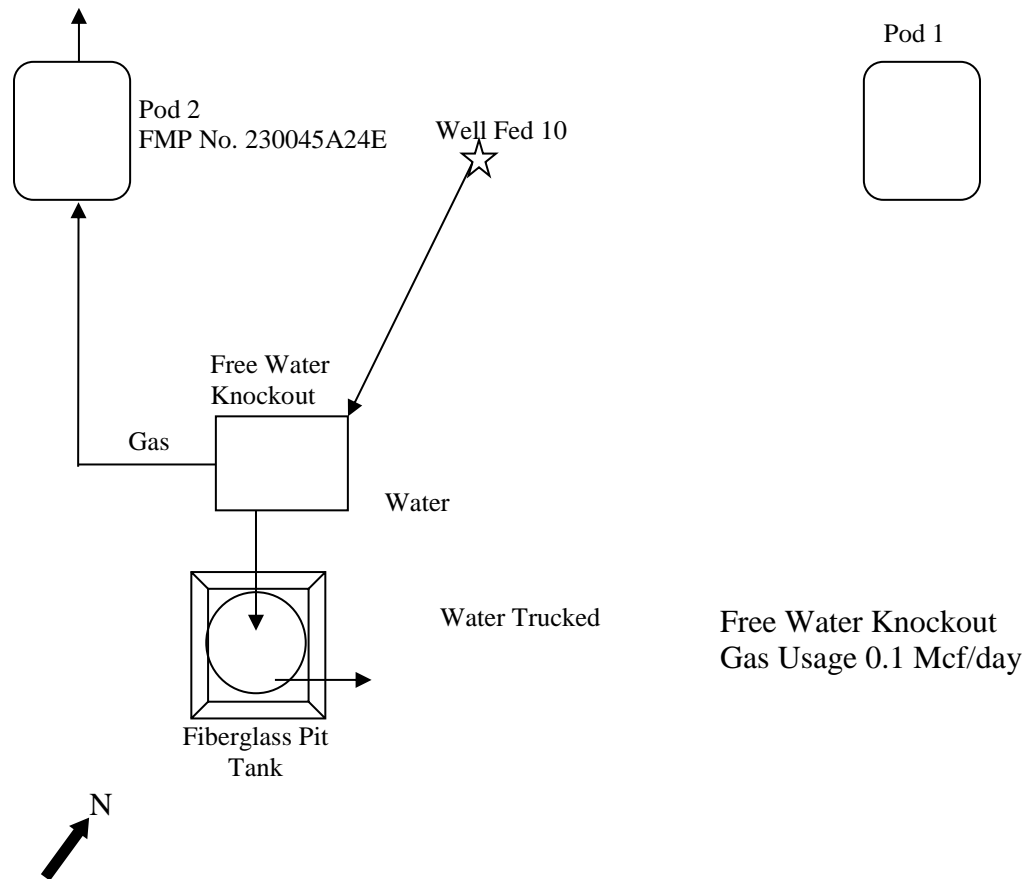 Pod 1
Pod 2
FMP No. 230045A24E
Well Fed 10
Free Water
Knockout
Gas
Water
Water Trucked
Free Water Knockout
Gas Usage 0.1 Mcf/day
Fiberglass Pit
Tank
N